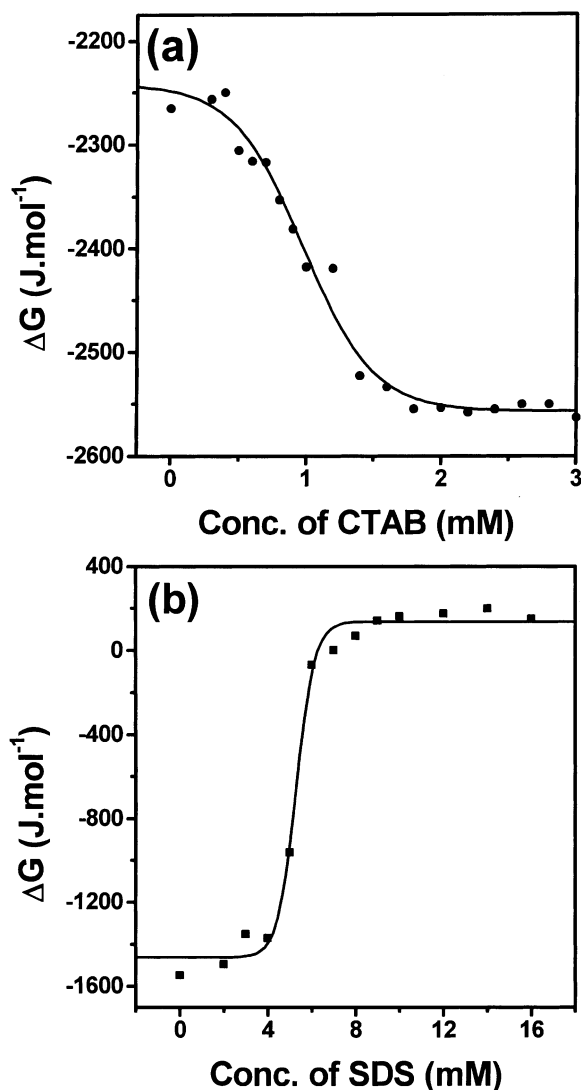 (a)
-2200
-2300
-2400
-2500
-2600
ΔG (J.mol⁻¹)
0 1 2 3
Conc. of CTAB (mM)
(b)
400
0
-400
-800
-1200
-1600
ΔG (J.mol⁻¹)
0 4 8 12 16
Conc. of SDS (mM)